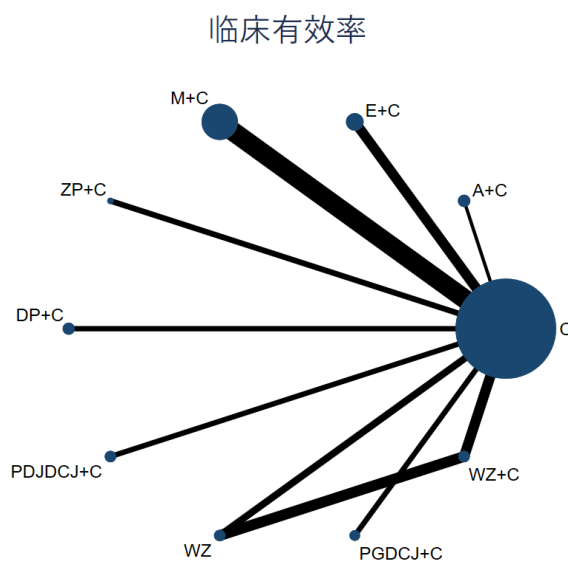 临床有效率
M+C
E+C
ZP+C
A+C
DP+C
C
PDJDCJ+C
WZ+C
WZ
PGDCJ+C